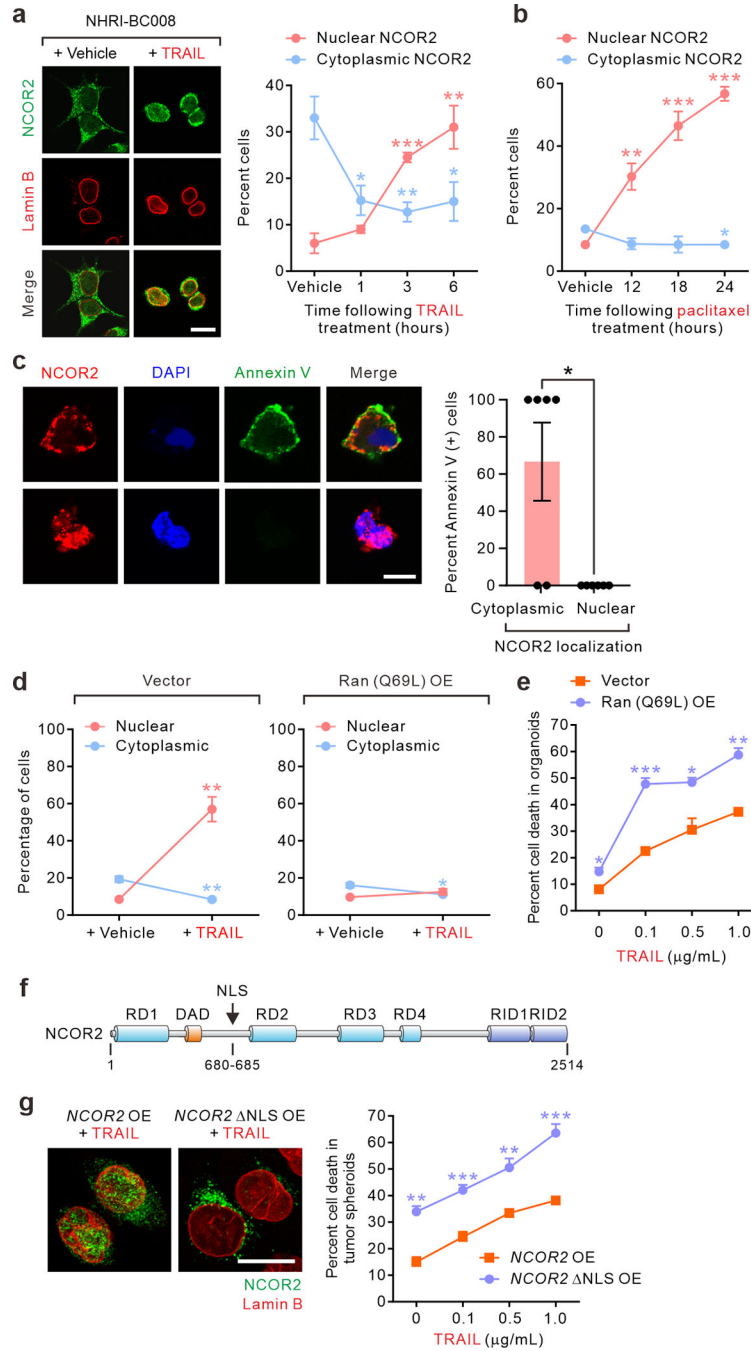 a
NHRI-BC008
+ Vehicle
+ TRAIL
NCOR2
Lamin B
Merge
Nuclear NCOR2
Cytoplasmic NCOR2
Percent cells
40
30
20
10
0
*
**
***
*
**
Vehicle 1 3 6
Time following TRAIL
treatment (hours)
b
Nuclear NCOR2
Cytoplasmic NCOR2
Percent cells
60
40
20
0
**
***
***
*
Vehicle 12 18 24
Time following paclitaxel
treatment (hours)
c
NCOR2 DAPI Annexin V Merge
Percent Annexin V (+) cells
100
80
60
40
20
0
*
Cytoplasmic Nuclear
NCOR2 localization
d
Vector
Percentage of cells
100
80
60
40
20
0
Nuclear
Cytoplasmic
**
**
+ Vehicle + TRAIL
Ran (Q69L) OE
100
80
60
40
20
0
Nuclear
Cytoplasmic
*
+ Vehicle + TRAIL
e
Vector
Ran (Q69L) OE
Percent cell death in organoids
70
60
50
40
30
20
10
0
*
***
*
**
0 0.1 0.5 1.0
TRAIL (μg/mL)
f
NLS
RD1 DAD RD2 RD3 RD4 RID1 RID2
NCOR2
1 680-685 2514
g
NCOR2 OE
+ TRAIL
NCOR2 ΔNLS OE
+ TRAIL
NCOR2
Lamin B
Percent cell death in
tumor spheroids
70
60
50
40
30
20
10
0
**
***
**
***
NCOR2 OE
NCOR2 ΔNLS OE
0 0.1 0.5 1.0
TRAIL (μg/mL)